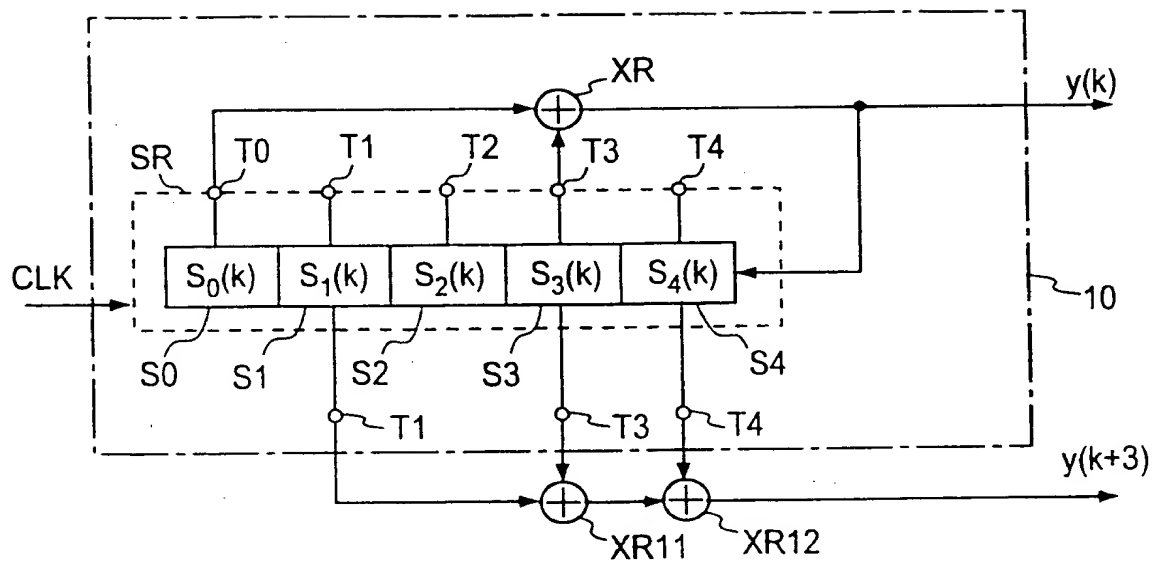 XR
y(k)
SR
T0
T1
T2
T3
T4
CLK
S₀(k)
S₁(k)
S₂(k)
S₃(k)
S₄(k)
10
S0
S1
S2
S3
S4
T1
T3
T4
y(k+3)
XR11
XR12